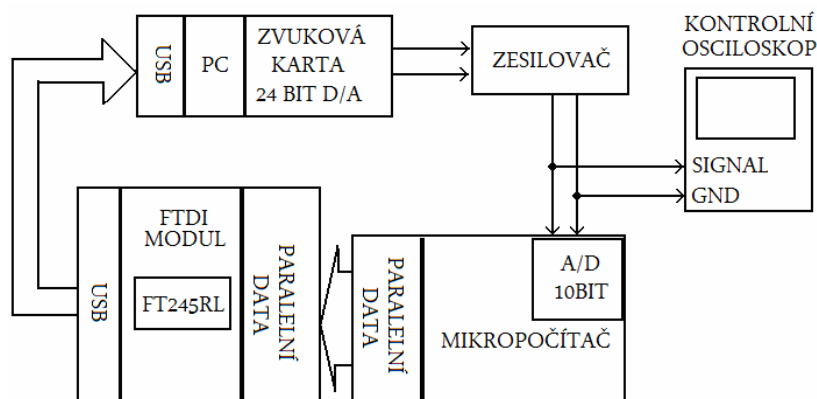 USB
PC
ZVUKOVÁ
KARTA
24 BIT D/A
ZESILOVAČ
KONTROLNÍ
OSCILOSKOP
SIGNAL
GND
USB
FTDI
MODUL
FT245RL
PARALELNÍ
DATA
PARALELNÍ
DATA
A/D
10BIT
MIKROPOČÍTAČ